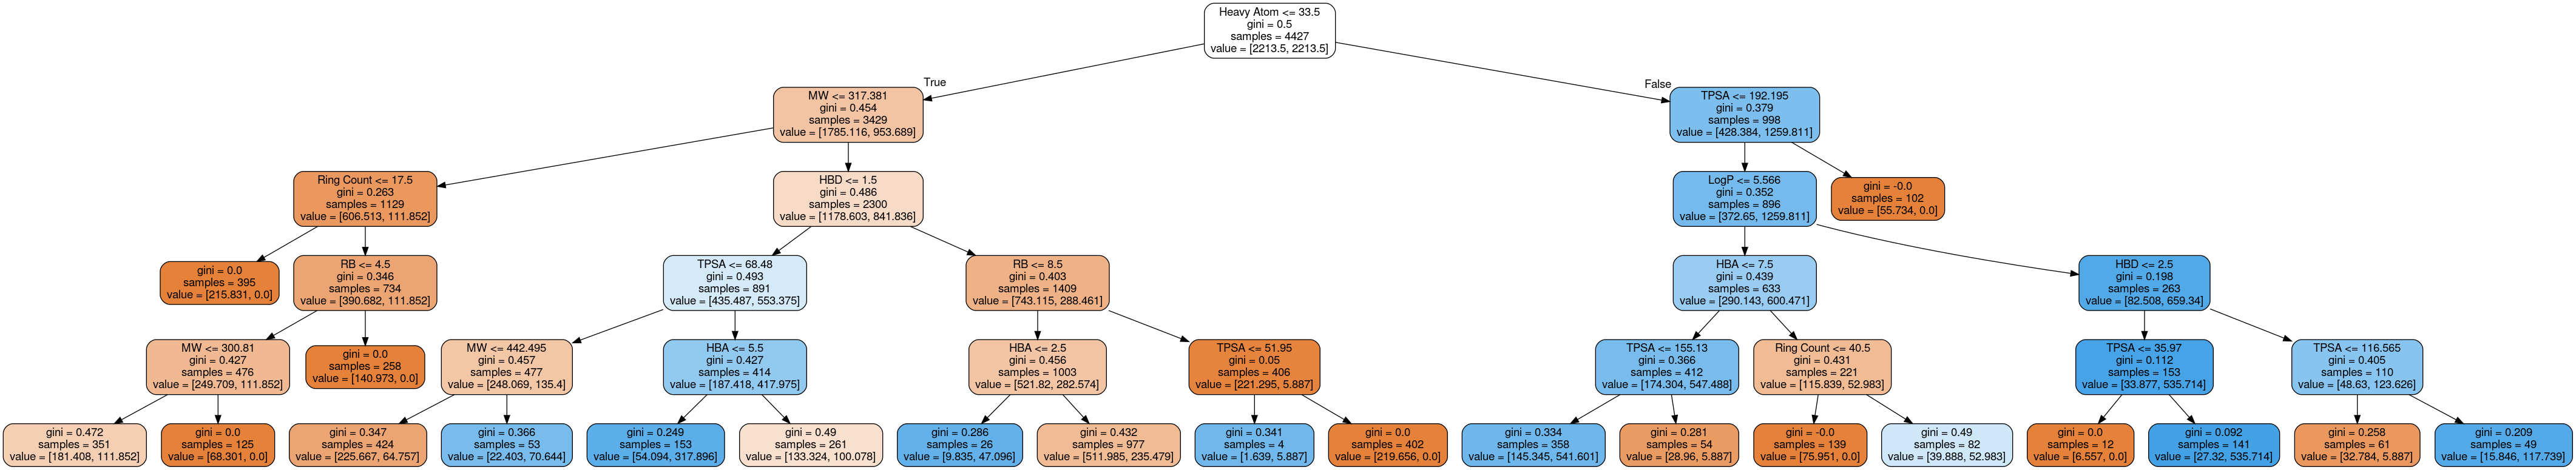 Heavy Atom <= 33.5
gini = 0.5
samples = 4427
value = [2213.5, 2213.5]
True
False
MW <= 317.381
gini = 0.454
samples = 3429
value = [1785.116, 953.689]
TPSA <= 192.195
gini = 0.379
samples = 998
value = [428.384, 1259.811]
Ring Count <= 17.5
gini = 0.263
samples = 1129
value = [606.513, 111.852]
HBD <= 1.5
gini = 0.486
samples = 2300
value = [1178.603, 841.836]
LogP <= 5.566
gini = 0.352
samples = 896
value = [372.65, 1259.811]
gini = -0.0
samples = 102
value = [55.734, 0.0]
gini = 0.0
samples = 395
value = [215.831, 0.0]
RB <= 4.5
gini = 0.346
samples = 734
value = [390.682, 111.852]
TPSA <= 68.48
gini = 0.493
samples = 891
value = [435.487, 553.375]
RB <= 8.5
gini = 0.403
samples = 1409
value = [743.115, 288.461]
HBA <= 7.5
gini = 0.439
samples = 633
value = [290.143, 600.471]
HBD <= 2.5
gini = 0.198
samples = 263
value = [82.508, 659.34]
MW <= 300.81
gini = 0.427
samples = 476
value = [249.709, 111.852]
gini = 0.0
samples = 258
value = [140.973, 0.0]
MW <= 442.495
gini = 0.457
samples = 477
value = [248.069, 135.4]
HBA <= 5.5
gini = 0.427
samples = 414
value = [187.418, 417.975]
HBA <= 2.5
gini = 0.456
samples = 1003
value = [521.82, 282.574]
TPSA <= 51.95
gini = 0.05
samples = 406
value = [221.295, 5.887]
TPSA <= 155.13
gini = 0.366
samples = 412
value = [174.304, 547.488]
Ring Count <= 40.5
gini = 0.431
samples = 221
value = [115.839, 52.983]
TPSA <= 35.97
gini = 0.112
samples = 153
value = [33.877, 535.714]
TPSA <= 116.565
gini = 0.405
samples = 110
value = [48.63, 123.626]
gini = 0.472
samples = 351
value = [181.408, 111.852]
gini = 0.0
samples = 125
value = [68.301, 0.0]
gini = 0.347
samples = 424
value = [225.667, 64.757]
gini = 0.366
samples = 53
value = [22.403, 70.644]
gini = 0.249
samples = 153
value = [54.094, 317.896]
gini = 0.49
samples = 261
value = [133.324, 100.078]
gini = 0.286
samples = 26
value = [9.835, 47.096]
gini = 0.432
samples = 977
value = [511.985, 235.479]
gini = 0.341
samples = 4
value = [1.639, 5.887]
gini = 0.0
samples = 402
value = [219.656, 0.0]
gini = 0.334
samples = 358
value = [145.345, 541.601]
gini = 0.281
samples = 54
value = [28.96, 5.887]
gini = -0.0
samples = 139
value = [75.951, 0.0]
gini = 0.49
samples = 82
value = [39.888, 52.983]
gini = 0.0
samples = 12
value = [6.557, 0.0]
gini = 0.092
samples = 141
value = [27.32, 535.714]
gini = 0.258
samples = 61
value = [32.784, 5.887]
gini = 0.209
samples = 49
value = [15.846, 117.739]